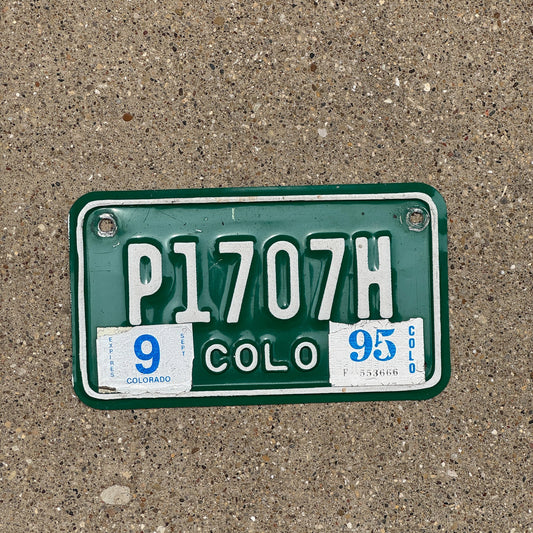 P1707H
EXPIRES 9 SEPT.
COLORADO
COLO
95 COLO
F 553666